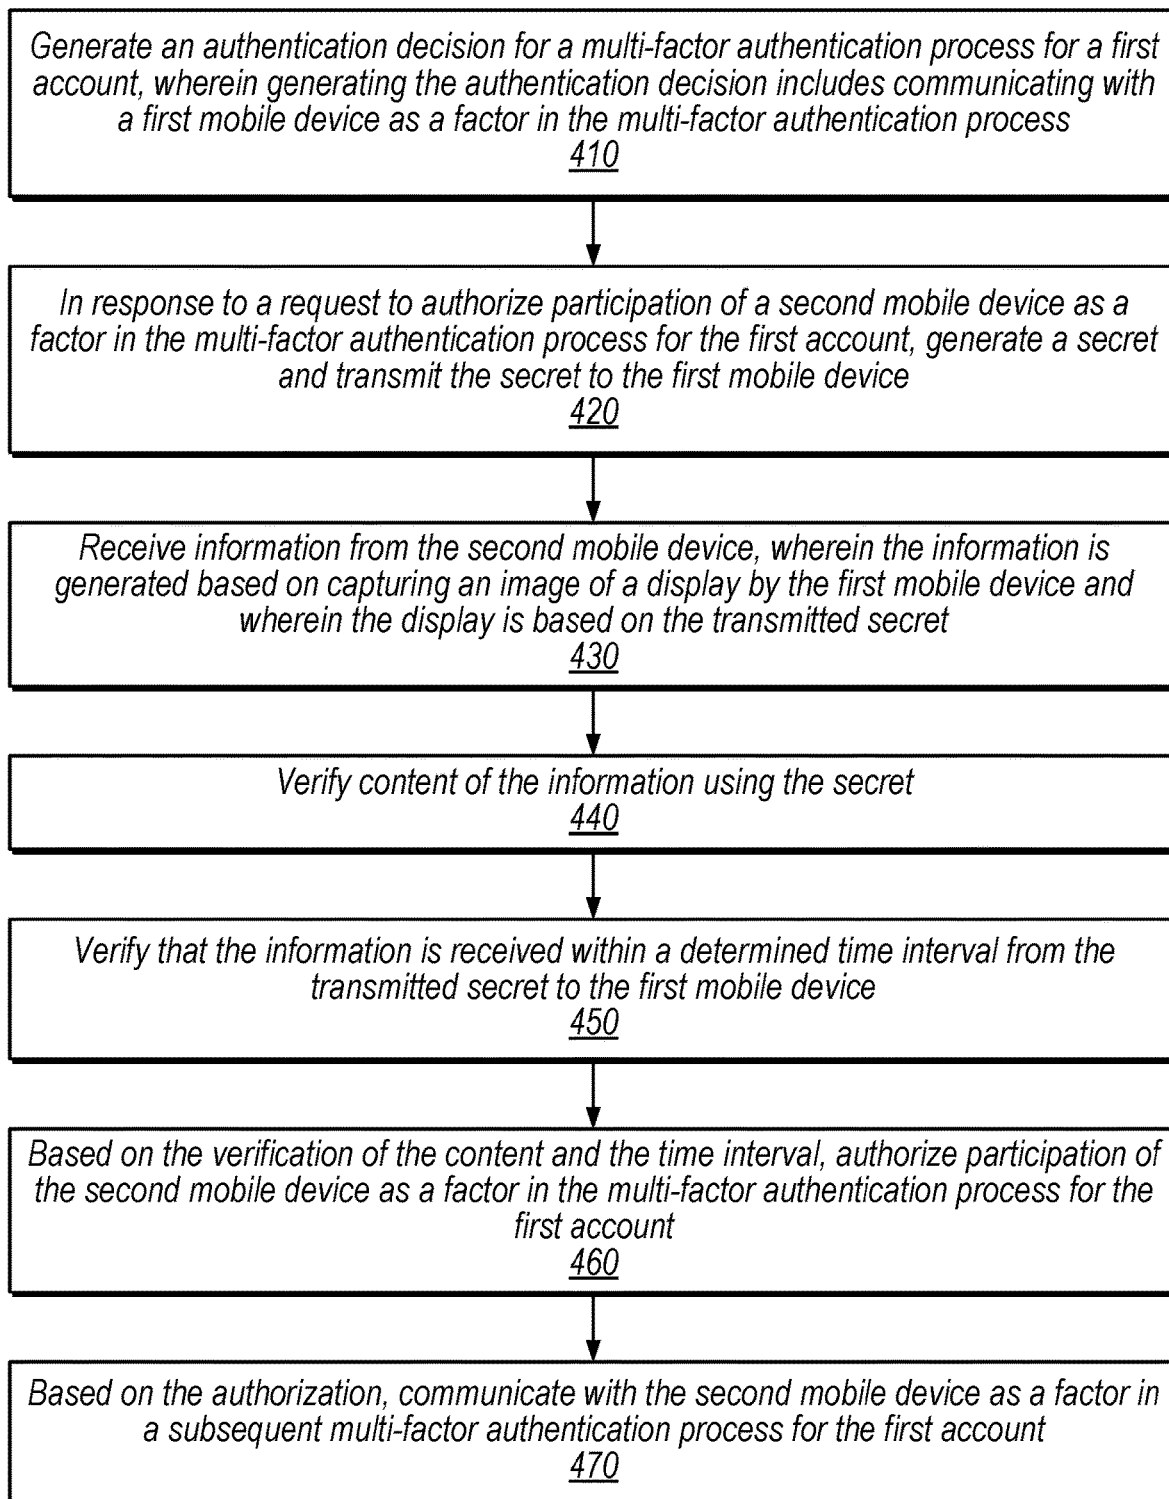 Generate an authentication decision for a multi-factor authentication process for a first
account, wherein generating the authentication decision includes communicating with
a first mobile device as a factor in the multi-factor authentication process
410
In response to a request to authorize participation of a second mobile device as a
factor in the multi-factor authentication process for the first account, generate a secret
and transmit the secret to the first mobile device
420
Receive information from the second mobile device, wherein the information is
generated based on capturing an image of a display by the first mobile device and
wherein the display is based on the transmitted secret
430
Verify content of the information using the secret
440
Verify that the information is received within a determined time interval from the
transmitted secret to the first mobile device
450
Based on the verification of the content and the time interval, authorize participation of
the second mobile device as a factor in the multi-factor authentication process for the
first account
460
Based on the authorization, communicate with the second mobile device as a factor in
a subsequent multi-factor authentication process for the first account
470